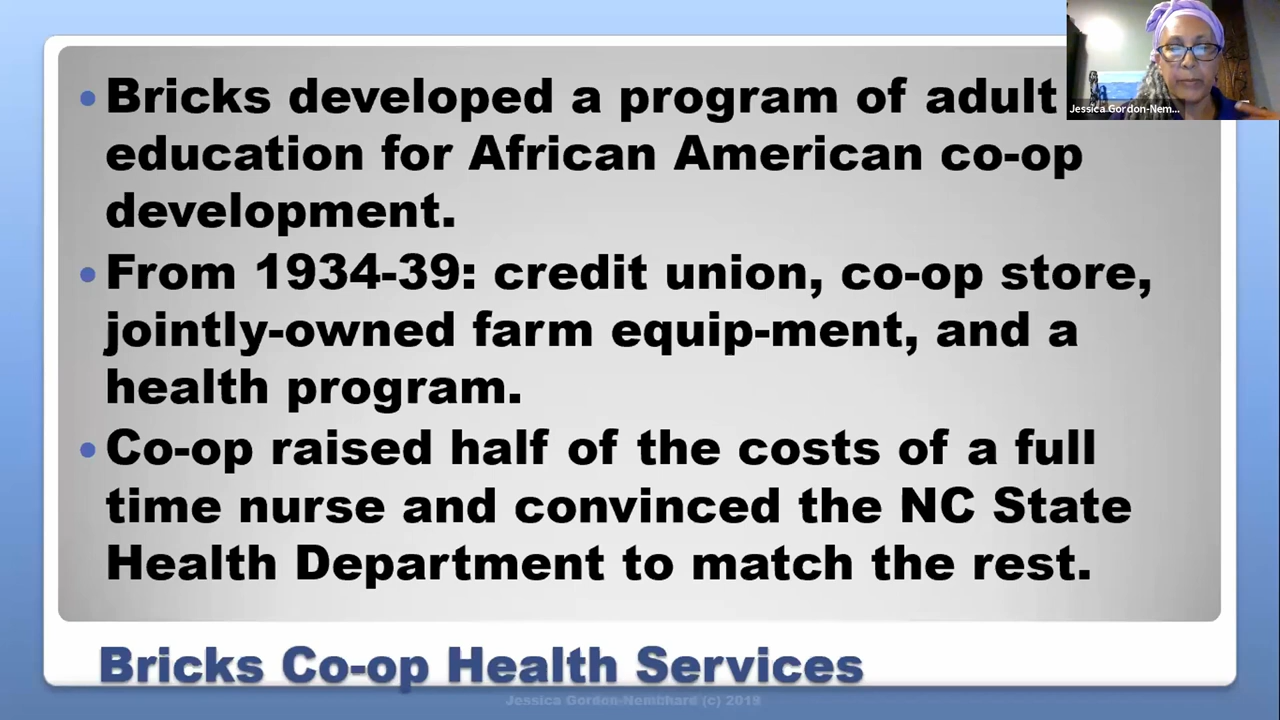 Bricks developed a program of adult
education for African American co-op
development.
From 1934-39: credit union, co-op store,
jointly-owned farm equip-ment, and a
health program.
Co-op raised half of the costs of a full
time nurse and convinced the NC State
Health Department to match the rest.
Bricks Co-op Health Services
Jessica Gordon-Nembhard (c) 2019
Jessica Gordon-Nem...